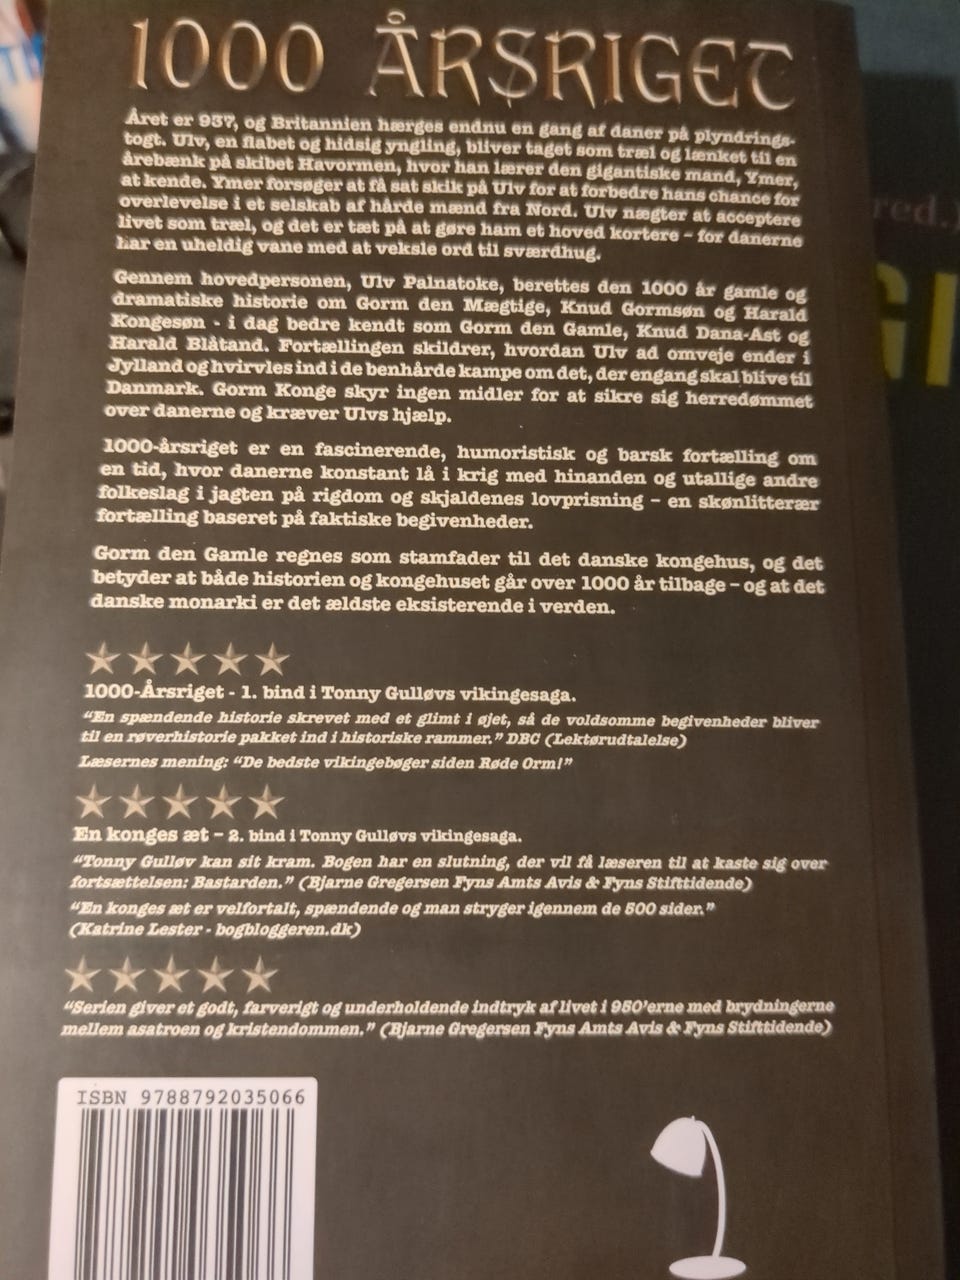 1000 ÅRSRIGET
Året er 937, og Britannien hærges endnu en gang af daner på plyndrings-
togt. Ulv, en flabet og hidsig yngling, bliver taget som træl og lænket til en
årebænk på skibet Havormen, hvor han lærer den gigantiske mand, Ymer,
at kende. Ymer forsøger at få sat skik på Ulv for at forbedre hans chance for
overlevelse i et selskab af hårde mænd fra Nord. Ulv nægter at acceptere
livet som træl, og det er tæt på at gøre ham et hoved kortere – for danerne
har en uheldig vane med at veksle ord til sværdhug.
Gennem hovedpersonen, Ulv Palnatoke, berettes den 1000 år gamle og
dramatiske historie om Gorm den Mægtige, Knud Gormsøn og Harald
Kongesøn - i dag bedre kendt som Gorm den Gamle, Knud Dana-Ast og
Harald Blåtand. Fortællingen skildrer, hvordan Ulv ad omveje ender i
Jylland og hvirvles ind i de benhårde kampe om det, der engang skal blive til
Danmark. Gorm Konge skyr ingen midler for at sikre sig herredømmet
over danerne og kræver Ulvs hjælp.
1000-årsriget er en fascinerende, humoristisk og barsk fortælling om
en tid, hvor danerne konstant lå i krig med hinanden og utallige andre
folkeslag i jagten på rigdom og skjaldenes lovprisning – en skønlitterær
fortælling baseret på faktiske begivenheder.
Gorm den Gamle regnes som stamfader til det danske kongehus, og det
betyder at både historien og kongehuset går over 1000 år tilbage – og at det
danske monarki er det ældste eksisterende i verden.
1000-Årsriget - 1. bind i Tonny Gulløvs vikingesaga.
“En spændende historie skrevet med et glimt i øjet, så de voldsomme begivenheder bliver
til en røverhistorie pakket ind i historiske rammer.” DBC (Lektørudtalelse)
Læsernes mening: “De bedste vikingebøger siden Røde Orm!”
En konges æt – 2. bind i Tonny Gulløvs vikingesaga.
“Tonny Gulløv kan sit kram. Bogen har en slutning, der vil få læseren til at kaste sig over
fortsættelsen: Bastarden.” (Bjarne Gregersen Fyns Amts Avis & Fyns Stifttidende)
“En konges æt er velfortalt, spændende og man stryger igennem de 500 sider.”
(Katrine Lester - bogbloggeren.dk)
“Serien giver et godt, farverigt og underholdende indtryk af livet i 950’erne med brydningerne
mellem asatroen og kristendommen.” (Bjarne Gregersen Fyns Amts Avis & Fyns Stifttidende)
ISBN 9788792035066
red.)